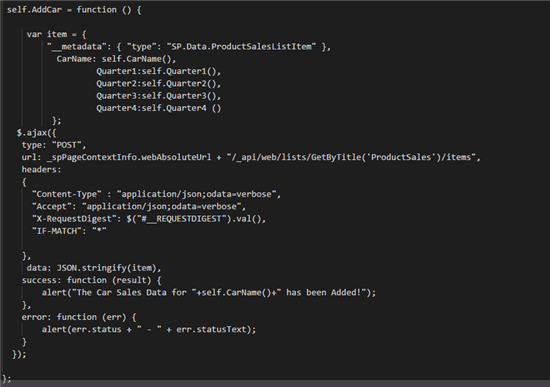 self.AddCar = function () {
var item = {
"__metadata": { "type": "SP.Data.ProductSalesListItem" },
CarName: self.CarName(),
Quarter1:self.Quarter1(),
Quarter2:self.Quarter2(),
Quarter3:self.Quarter3(),
Quarter4:self.Quarter4 ()
};
$.ajax({
type: "POST",
url: _spPageContextInfo.webAbsoluteUrl + "/_api/web/lists/GetByTitle('ProductSales')/items",
headers:
{
"Content-Type" : "application/json;odata=verbose",
"Accept": "application/json;odata=verbose",
"X-RequestDigest": $("#__REQUESTDIGEST").val(),
"IF-MATCH": "*"
},
data: JSON.stringify(item),
success: function (result) {
alert("The Car Sales Data for "+self.CarName()+" has been Added!");
},
error: function (err) {
alert(err.status + " - " + err.statusText);
}
});
};